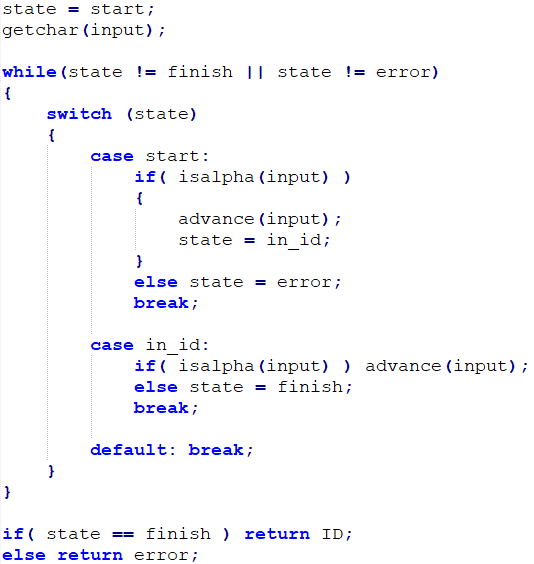 state = start;
getchar(input);
while(state != finish || state != error)
{
switch (state)
{
case start:
if( isalpha(input) )
{
advance(input);
state = in_id;
}
else state = error;
break;
case in_id:
if( isalpha(input) ) advance(input);
else state = finish;
break;
default: break;
}
}
if( state == finish ) return ID;
else return error;